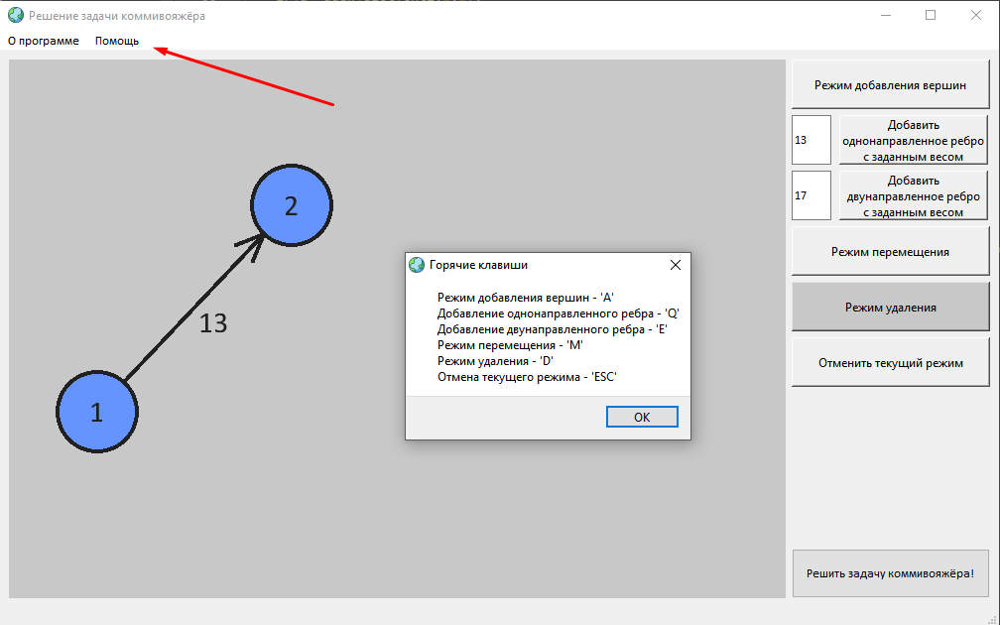 Решение задачи коммивояжёра
О программе Помощь
Режим добавления вершин
13
Добавить
однонаправленное ребро
с заданным весом
17
Добавить
двунаправленное ребро
с заданным весом
Режим перемещения
Режим удаления
Отменить текущий режим
Решить задачу коммивояжёра!
2
13
1
Горячие клавиши
Режим добавления вершин - 'A'
Добавление однонаправленного ребра - 'Q'
Добавление двунаправленного ребра - 'E'
Режим перемещения - 'M'
Режим удаления - 'D'
Отмена текущего режима - 'ESC'
OK